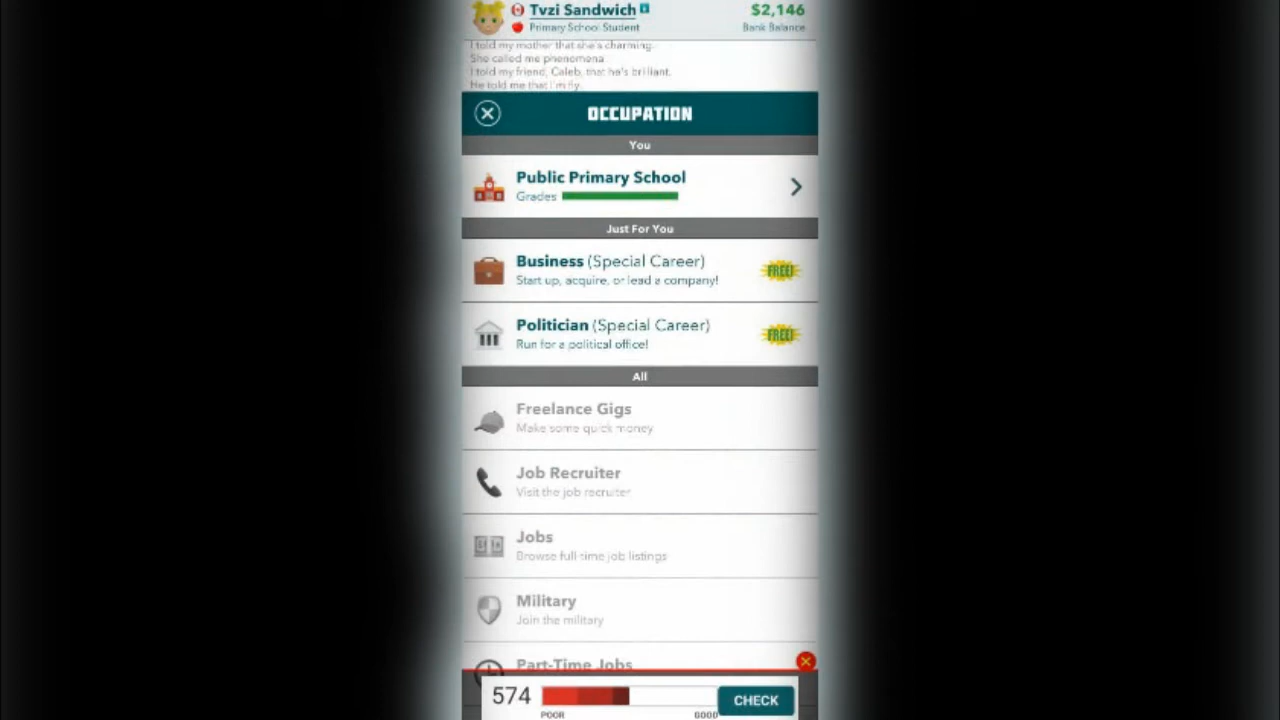 Tvzi Sandwich
$2,146
Primary School Student
Bank Balance
I told my mother that she's charming.
She called me phenomena
I told my friend, Caleb, that he's brilliant.
He told me that I'm fly.
OCCUPATION
You
Public Primary School
Grades
Just For You
Business (Special Career)
Start up, acquire, or lead a company!
FREE!
Politician (Special Career)
Run for a political office!
FREE!
All
Freelance Gigs
Make some quick money
Job Recruiter
Visit the job recruiter
Jobs
Browse full-time job listings
Military
Join the military
Part-Time Jobs
574
POOR
GOOD
CHECK